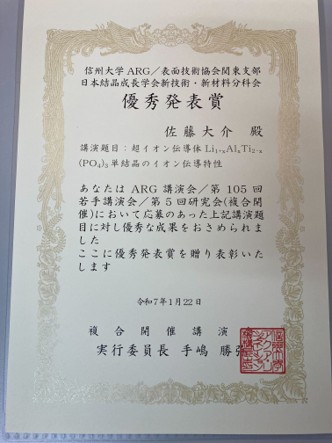 信州大学 ARG／表面技術協会関東支部
日本結晶成長学会新技術・新材料分科会
優秀発表賞
佐藤大介 殿
講演題目：超イオン伝導体 Li₁₊ₓAlₓTi₂₋ₓ
(PO₄)₃単結晶のイオン伝導特性
あなたは ARG 講演会／第 105 回
若手講演会／第 5 回研究会(複合開
催)において応募のあった上記講演題
目に対し優秀な成果をおさめられま
した
ここに優秀発表賞を贈り表彰いた
します
令和7年1月22日
複合開催講演
実行委員長 手嶋 勝弥